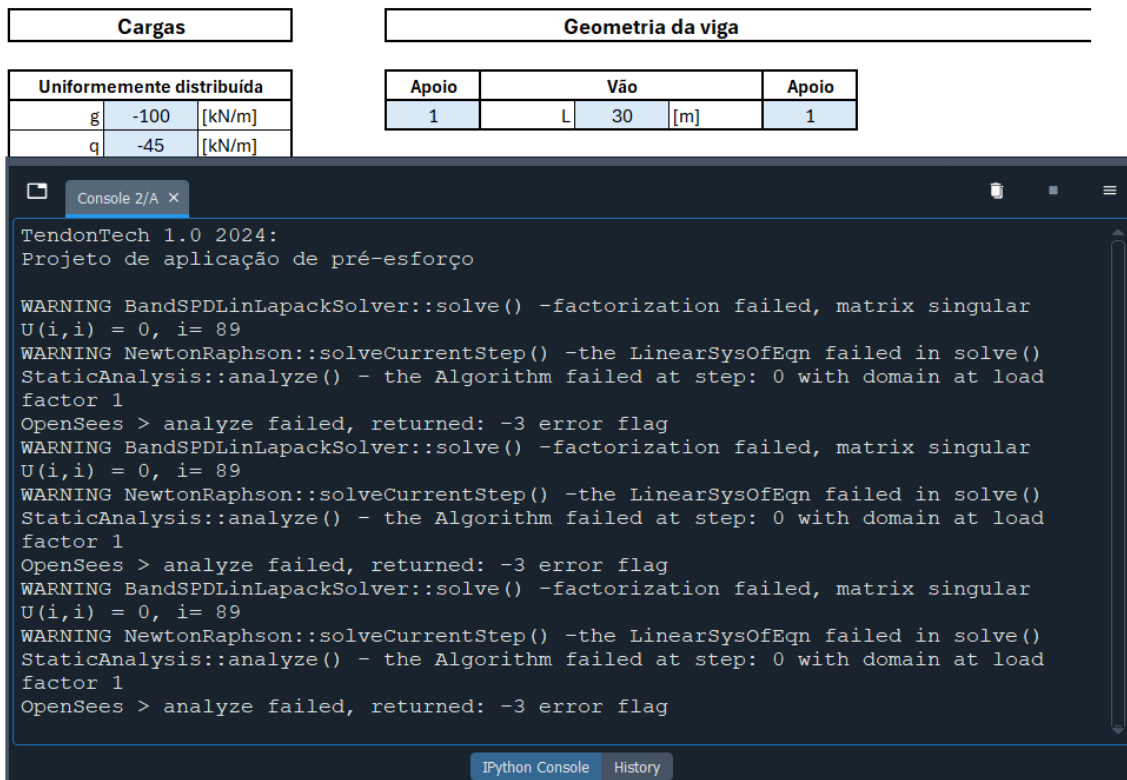 Cargas
Geometria da viga
Uniformemente distribuída
Apoio Vão Apoio
g -100 [kN/m]
1 L 30 [m] 1
q -45 [kN/m]
Console 2/A ×
TendonTech 1.0 2024:
Projeto de aplicação de pré-esforço
WARNING BandSPDLinLapackSolver::solve() -factorization failed, matrix singular
U(i,i) = 0, i= 89
WARNING NewtonRaphson::solveCurrentStep() -the LinearSysOfEqn failed in solve()
StaticAnalysis::analyze() - the Algorithm failed at step: 0 with domain at load
factor 1
OpenSees > analyze failed, returned: -3 error flag
WARNING BandSPDLinLapackSolver::solve() -factorization failed, matrix singular
U(i,i) = 0, i= 89
WARNING NewtonRaphson::solveCurrentStep() -the LinearSysOfEqn failed in solve()
StaticAnalysis::analyze() - the Algorithm failed at step: 0 with domain at load
factor 1
OpenSees > analyze failed, returned: -3 error flag
WARNING BandSPDLinLapackSolver::solve() -factorization failed, matrix singular
U(i,i) = 0, i= 89
WARNING NewtonRaphson::solveCurrentStep() -the LinearSysOfEqn failed in solve()
StaticAnalysis::analyze() - the Algorithm failed at step: 0 with domain at load
factor 1
OpenSees > analyze failed, returned: -3 error flag
IPython Console History